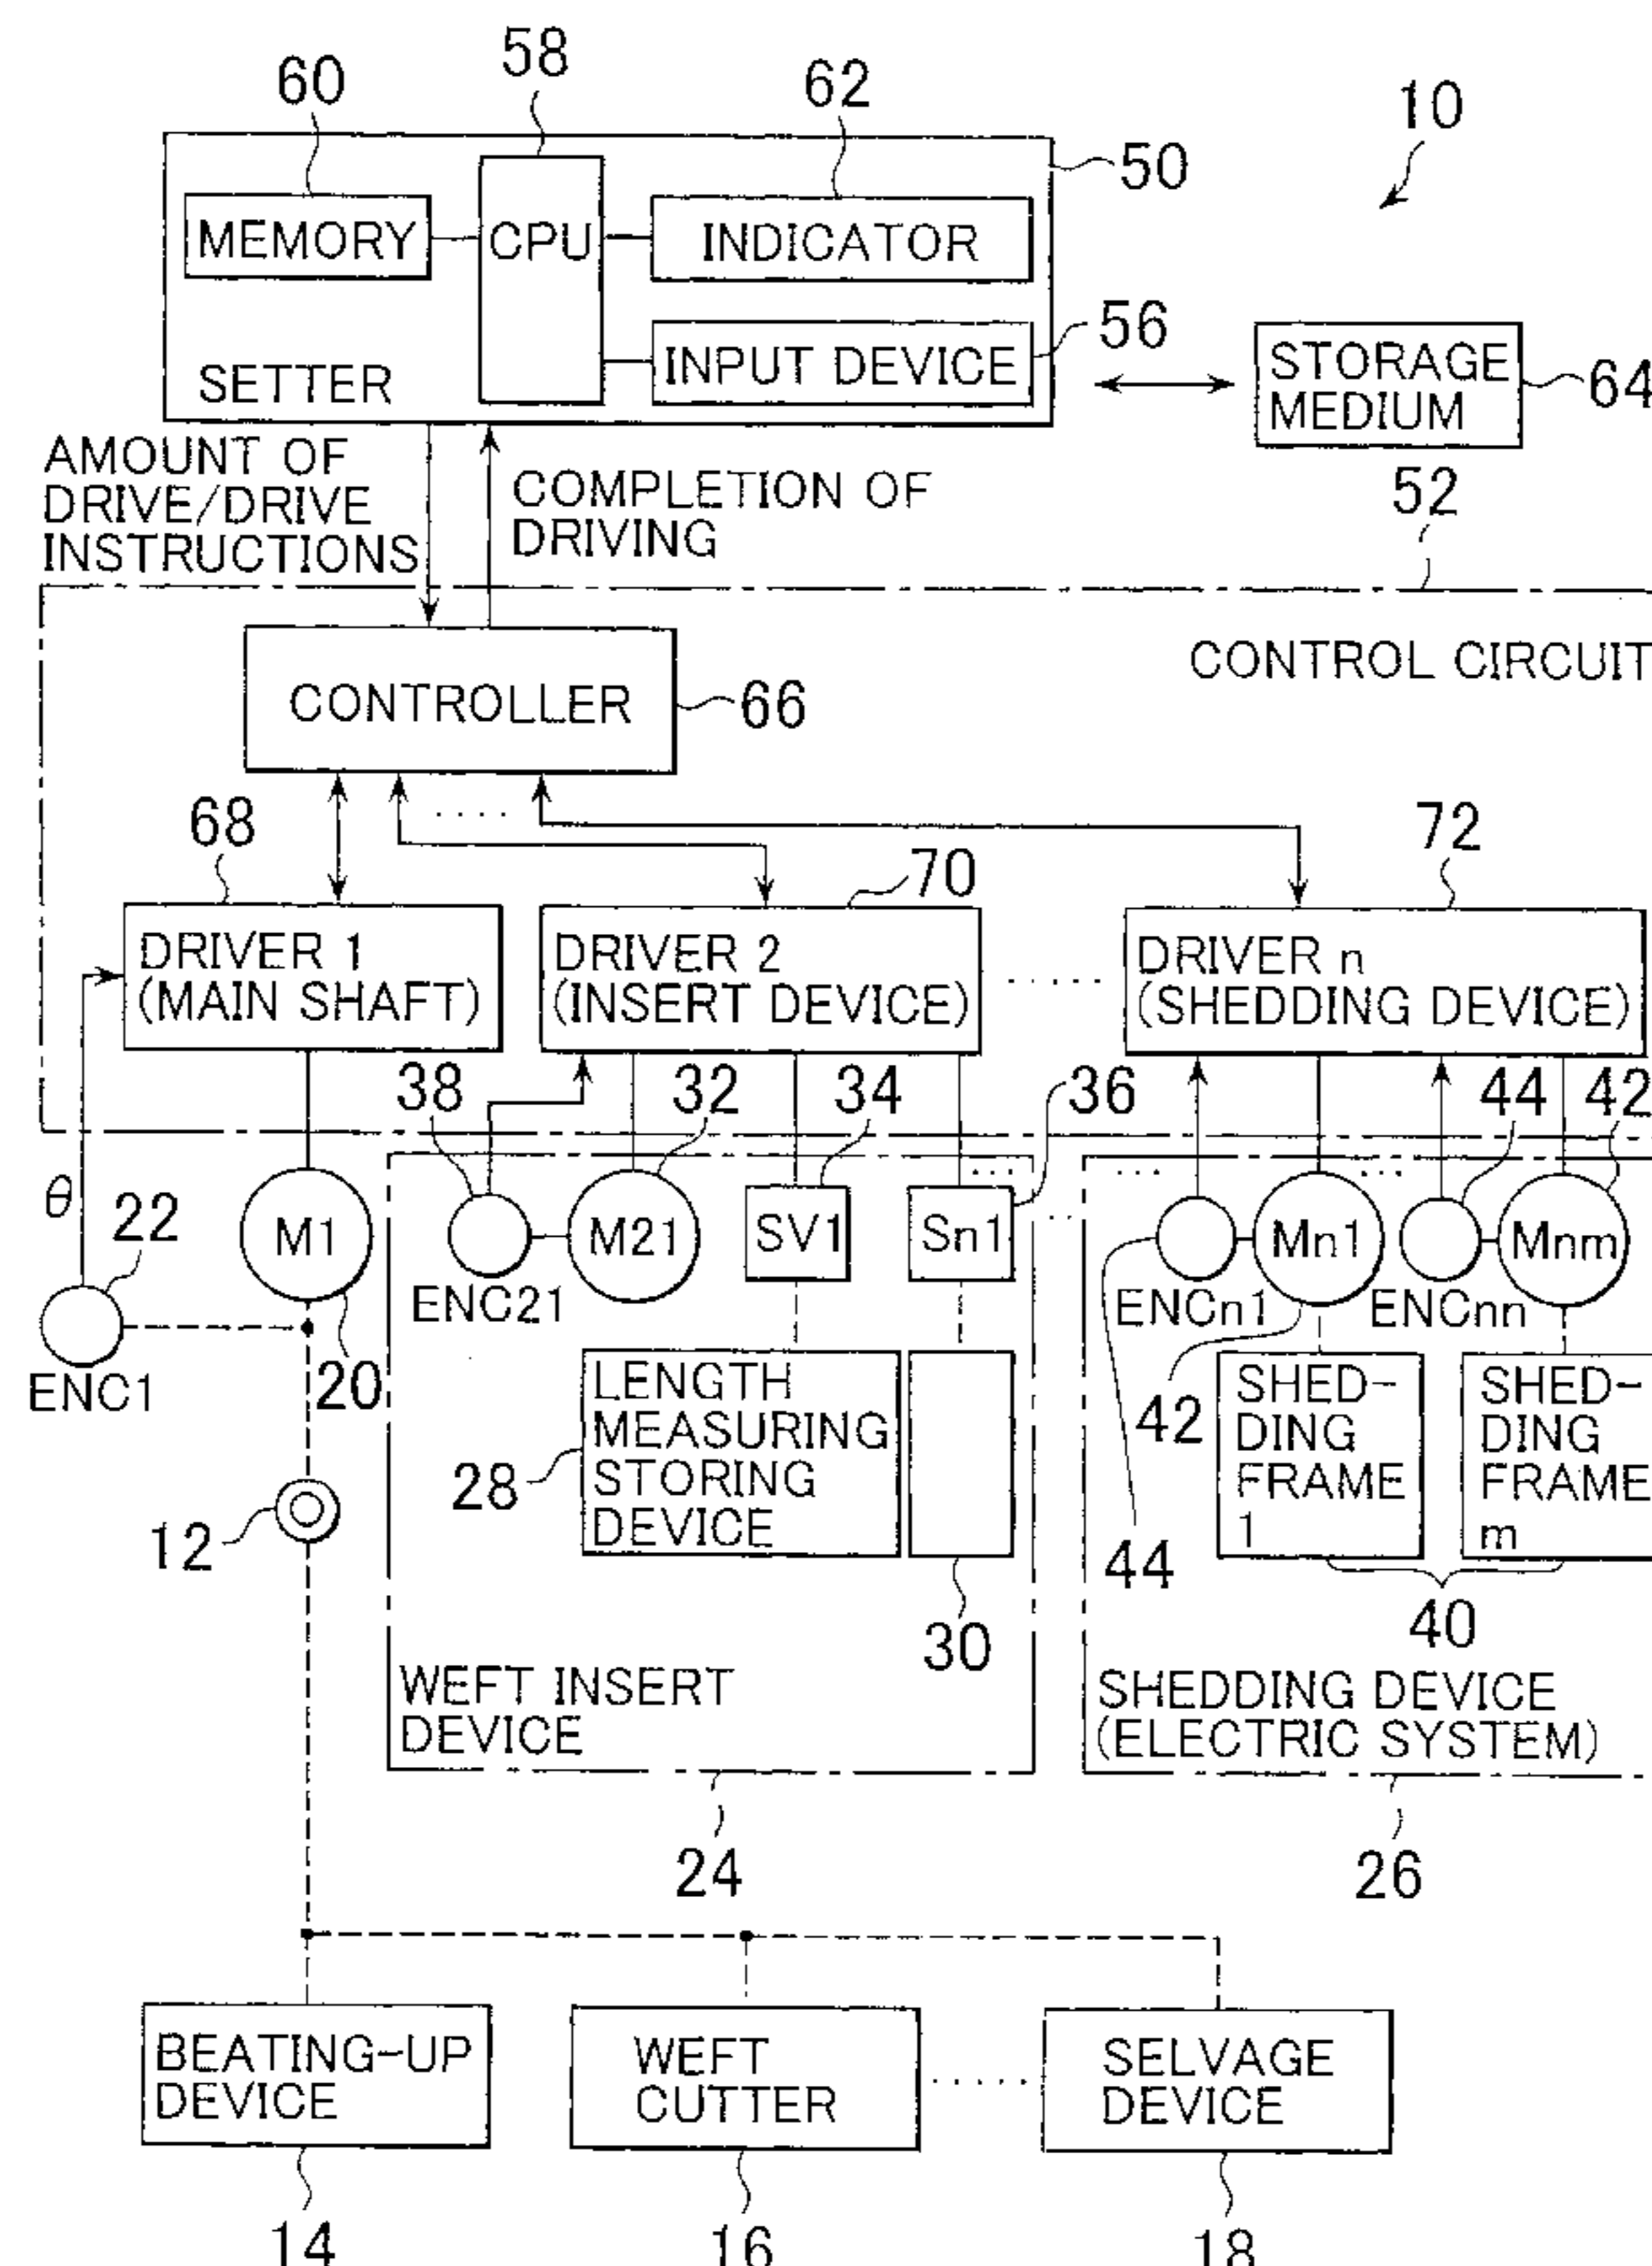 58
60
62
10
50
MEMORY
CPU
INDICATOR
56
INPUT DEVICE
SETTER
STORAGE
MEDIUM
64
AMOUNT OF
DRIVE/DRIVE
INSTRUCTIONS
COMPLETION OF
DRIVING
52
CONTROL CIRCUIT
CONTROLLER
66
68
70
72
DRIVER 1
(MAIN SHAFT)
DRIVER 2
(INSERT DEVICE)
DRIVER n
(SHEDDING DEVICE)
38
32
34
36
44
42
θ
22
M1
M21
SV1
Sn1
Mn1
Mnm
ENC21
ENCn1
ENCnn
ENC1
20
LENGTH
MEASURING
STORING
DEVICE
28
42
SHED-
DING
FRAME
1
SHED-
DING
FRAME
m
12
44
30
40
WEFT INSERT
DEVICE
SHEDDING DEVICE
(ELECTRIC SYSTEM)
24
26
BEATING-UP
DEVICE
WEFT
CUTTER
SELVAGE
DEVICE
14
16
18